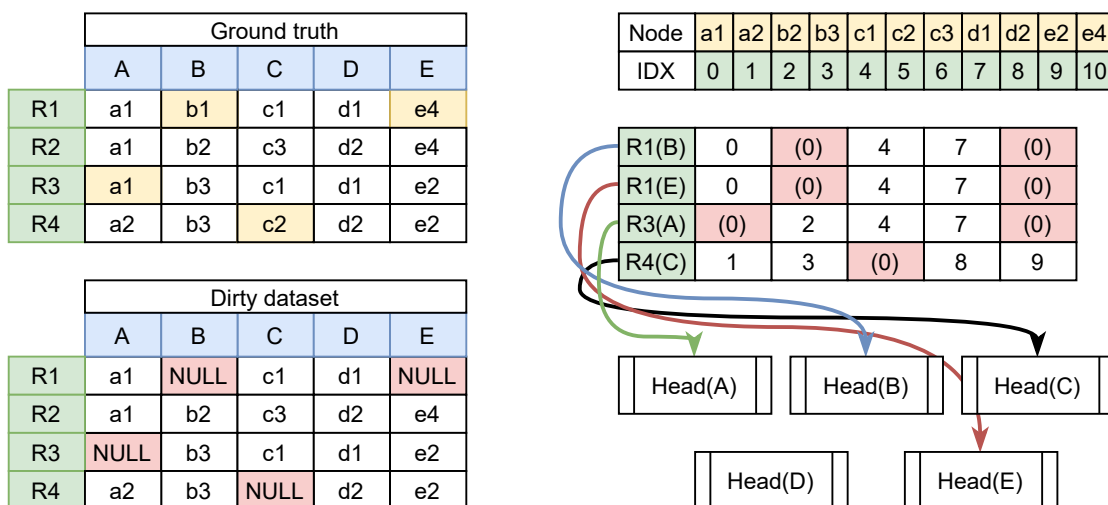 Ground truth
A B C D E
R1 a1 b1 c1 d1 e4
R2 a1 b2 c3 d2 e4
R3 a1 b3 c1 d1 e2
R4 a2 b3 c2 d2 e2
Dirty dataset
A B C D E
R1 a1 NULL c1 d1 NULL
R2 a1 b2 c3 d2 e4
R3 NULL b3 c1 d1 e2
R4 a2 b3 NULL d2 e2
Node a1 a2 b2 b3 c1 c2 c3 d1 d2 e2 e4
IDX 0 1 2 3 4 5 6 7 8 9 10
R1(B) 0 (0) 4 7 (0)
R1(E) 0 (0) 4 7 (0)
R3(A) (0) 2 4 7 (0)
R4(C) 1 3 (0) 8 9
Head(A) Head(B) Head(C)
Head(D) Head(E)